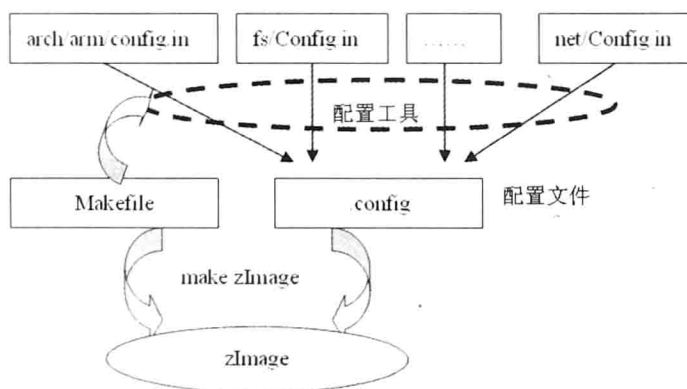 arch/arm/config.in
fs/Config.in
......
net/Config.in
配置工具
Makefile
.config
配置文件
make zImage
zImage